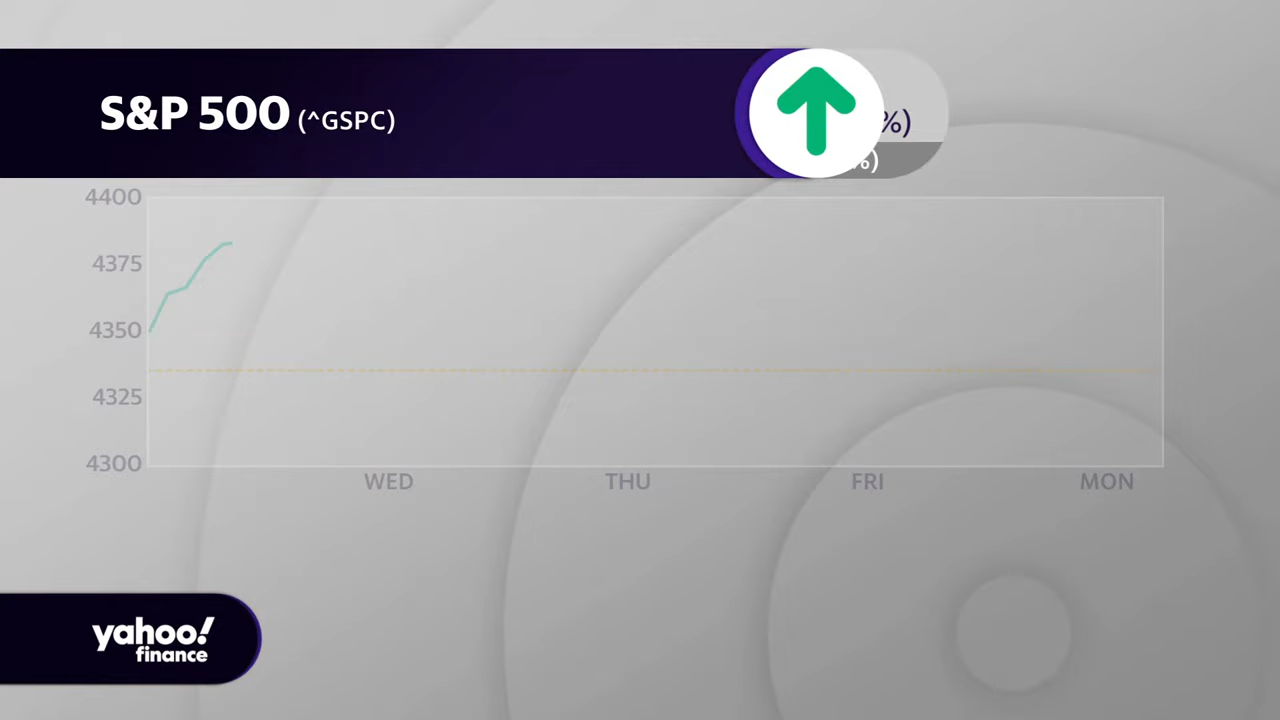 S&P 500 (^GSPC)
%)
%)
4400
4375
4350
4325
4300
WED THU FRI MON
yahoo!
finance